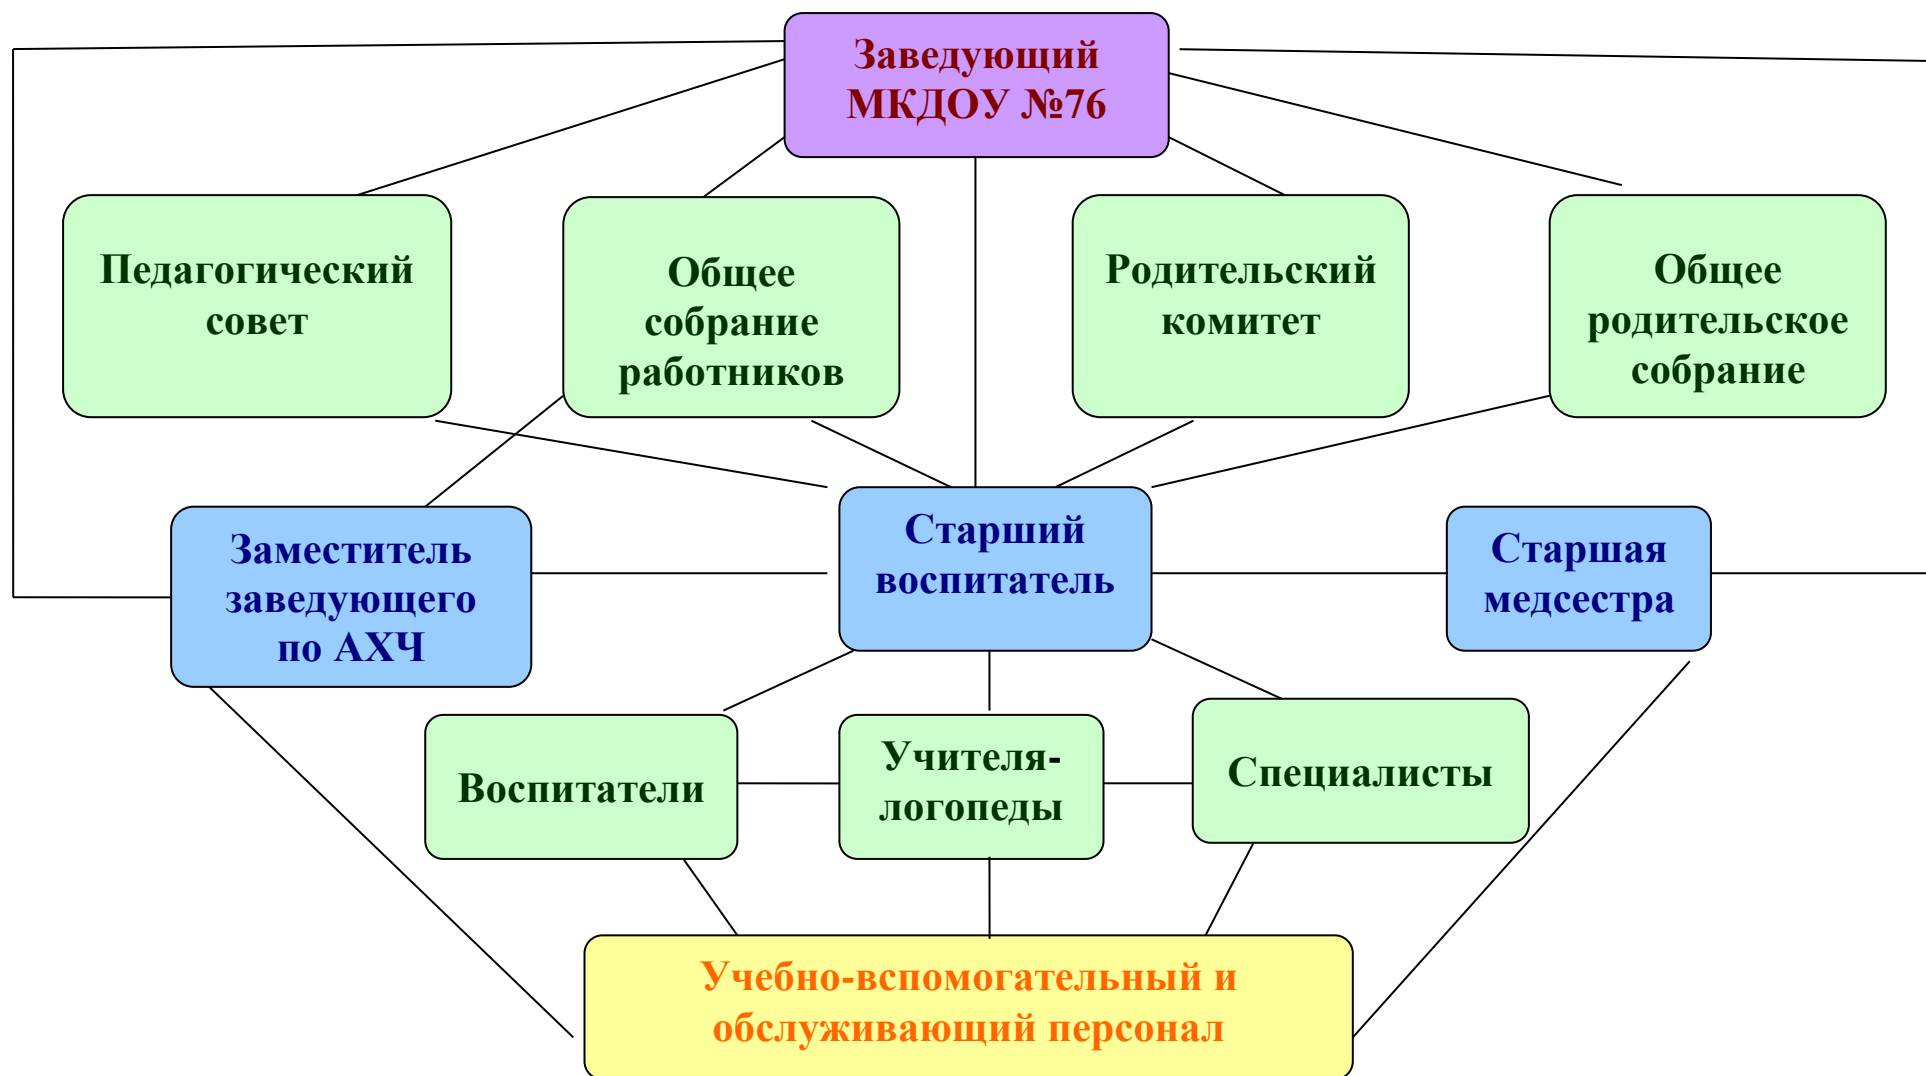 Заведующий
МКДОУ №76
Педагогический
совет
Общее
собрание
работников
Родительский
комитет
Общее
родительское
собрание
Заместитель
заведующего
по АХЧ
Старший
воспитатель
Старшая
медсестра
Воспитатели
Учителя-
логопеды
Специалисты
Учебно-вспомогательный и
обслуживающий персонал